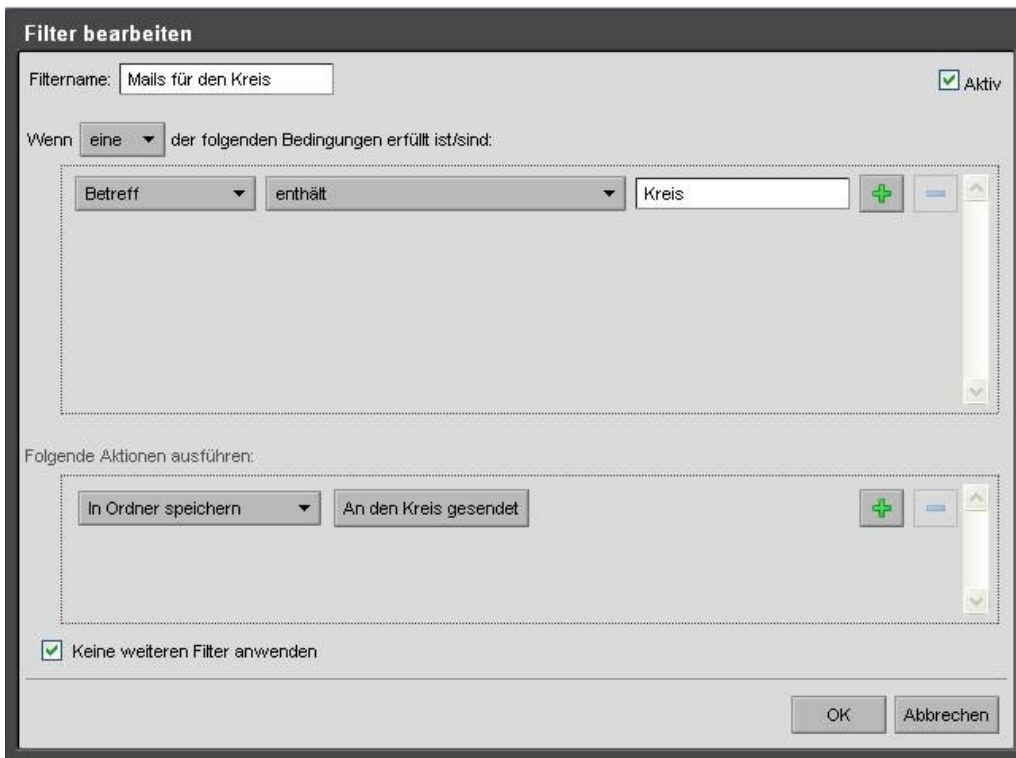 Filter bearbeiten
Filtername: Mails für den Kreis Aktiv
Wenn eine der folgenden Bedingungen erfüllt ist/sind:
Betreff enthält Kreis
Folgende Aktionen ausführen:
In Ordner speichern An den Kreis gesendet
Keine weiteren Filter anwenden
OK Abbrechen